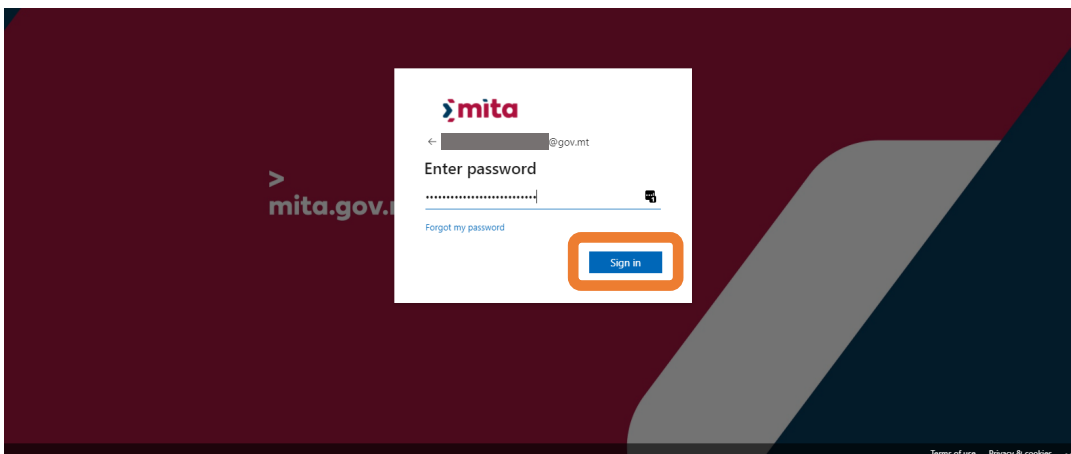 mita
← @gov.mt
Enter password
••••••••••••••••••••••••••
Forgot my password
Sign in
>
mita.gov.
Terms of use Privacy & cookies